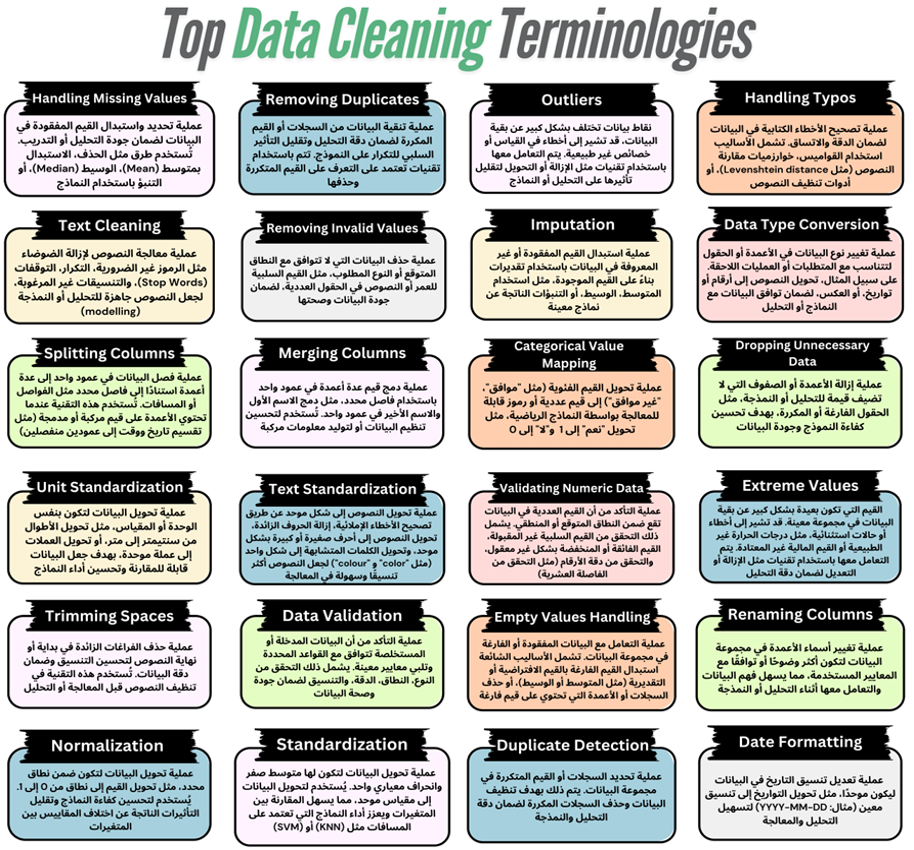 Top Data Cleaning Terminologies
Handling Missing Values
عملية تحديد واستبدال القيم المفقودة في
البيانات لضمان جودة التحليل أو التدريب.
تُستخدم طرق مثل الحذف، الاستبدال
بمتوسط (Mean)، الوسيط (Median)، أو
التنبؤ باستخدام النماذج
Removing Duplicates
عملية تنقية البيانات من السجلات أو القيم
المكررة لضمان دقة التحليل وتقليل التأثير
السلبي للتكرار على النموذج. تتم باستخدام
تقنيات تعتمد على التعرف على القيم المتكررة
وحذفها
Outliers
نقاط بيانات تختلف بشكل كبير عن بقية
البيانات، قد تشير إلى أخطاء في القياس أو
خصائص غير طبيعية. يتم التعامل معها
باستخدام تقنيات مثل الإزالة أو التحويل لتقليل
تأثيرها على التحليل أو النماذج
Handling Typos
عملية تصحيح الأخطاء الكتابية في البيانات
لضمان الدقة والاتساق. تشمل الأساليب
استخدام القواميس، خوارزميات مقارنة
النصوص (مثل Levenshtein distance)، أو
أدوات تنظيف النصوص
Text Cleaning
عملية معالجة النصوص لإزالة الضوضاء
مثل الرموز غير الضرورية، التكرار، التوقفات
(Stop Words)، والتنسيقات غير المرغوبة،
لجعل النصوص جاهزة للتحليل أو النمذجة
(modelling)
Removing Invalid Values
عملية حذف البيانات التي لا تتوافق مع النطاق
المتوقع أو النوع المطلوب، مثل القيم السلبية
للعمر أو النصوص في الحقول العددية، لضمان
جودة البيانات وصحتها
Imputation
عملية استبدال القيم المفقودة أو غير
المعروفة في البيانات باستخدام تقديرات
بناءً على القيم الموجودة، مثل استخدام
المتوسط، الوسيط، أو التنبؤات الناتجة عن
نماذج معينة
Data Type Conversion
عملية تغيير نوع البيانات في الأعمدة أو الحقول
لتتناسب مع المتطلبات أو العمليات اللاحقة.
على سبيل المثال، تحويل النصوص إلى أرقام أو
تواريخ، أو العكس، لضمان توافق البيانات مع
النماذج أو التحليل
Splitting Columns
عملية فصل البيانات في عمود واحد إلى عدة
أعمدة استنادًا إلى فاصل محدد مثل الفواصل
أو المسافات. تُستخدم هذه التقنية عندما
تحتوي الأعمدة على قيم مركبة أو مدمجة (مثل
تقسيم تاريخ ووقت إلى عمودين منفصلين)
Merging Columns
عملية دمج قيم عدة أعمدة في عمود واحد
باستخدام فاصل محدد، مثل دمج الاسم الأول
والاسم الأخير في عمود واحد. تُستخدم لتحسين
تنظيم البيانات أو لتوليد معلومات مركبة
Categorical Value
Mapping
عملية تحويل القيم الفئوية (مثل "موافق"،
"غير موافق") إلى قيم عددية أو رموز قابلة
للمعالجة بواسطة النماذج الرياضية، مثل
تحويل "نعم" إلى 1 و"لا" إلى 0
Dropping Unnecessary
Data
عملية إزالة الأعمدة أو الصفوف التي لا
تضيف قيمة للتحليل أو النمذجة، مثل
الحقول الفارغة أو المكررة، بهدف تحسين
كفاءة النموذج وجودة البيانات
Unit Standardization
عملية تحويل البيانات لتكون بنفس
الوحدة أو المقياس، مثل تحويل الأطوال
من سنتيمتر إلى متر، أو تحويل العملات
إلى عملة موحدة، بهدف جعل البيانات
قابلة للمقارنة وتحسين أداء النماذج
Text Standardization
عملية تحويل النصوص إلى شكل موحد عن طريق
تصحيح الأخطاء الإملائية، إزالة الحروف الزائدة،
تحويل النصوص إلى أحرف صغيرة أو كبيرة بشكل
موحد، وتحويل الكلمات المتشابهة إلى شكل واحد
(مثل "color" و "colour") لجعل النصوص أكثر
تنسيقًا وسهولة في المعالجة
Validating Numeric Data
عملية التأكد من أن القيم العددية في البيانات
تقع ضمن النطاق المتوقع أو المنطقي. يشمل
ذلك التحقق من القيم السلبية غير المقبولة،
القيم الفائقة أو المنخفضة بشكل غير معقول،
والتحقق من دقة الأرقام (مثل التحقق من
الفاصلة العشرية)
Extreme Values
القيم التي تكون بعيدة بشكل كبير عن بقية
البيانات في مجموعة معينة. قد تشير إلى أخطاء
أو حالات استثنائية، مثل درجات الحرارة غير
الطبيعية أو القيم المالية غير المعتادة. يتم
التعامل معها باستخدام تقنيات مثل الإزالة أو
التعديل لضمان دقة التحليل
Trimming Spaces
عملية حذف الفراغات الزائدة في بداية أو
نهاية النصوص لتحسين التنسيق وضمان
دقة البيانات. تُستخدم هذه التقنية في
تنظيف النصوص قبل المعالجة أو التحليل
Data Validation
عملية التأكد من أن البيانات المدخلة أو
المستخلصة تتوافق مع القواعد المحددة
وتلبي معايير معينة. يشمل ذلك التحقق من
النوع، النطاق، الدقة، والتنسيق لضمان جودة
وصحة البيانات
Empty Values Handling
عملية التعامل مع البيانات المفقودة أو الفارغة
في مجموعة البيانات. تشمل الأساليب الشائعة
استبدال القيم الفارغة بالقيم الافتراضية أو
التقديرية (مثل المتوسط أو الوسيط)، أو حذف
السجلات أو الأعمدة التي تحتوي على قيم فارغة
Renaming Columns
عملية تغيير أسماء الأعمدة في مجموعة
البيانات لتكون أكثر وضوحًا أو توافقًا مع
المعايير المستخدمة، مما يسهل فهم البيانات
والتعامل معها أثناء التحليل أو النمذجة
Normalization
عملية تحويل البيانات لتكون ضمن نطاق
محدد، مثل تحويل القيم إلى نطاق من 0 إلى 1.
يُستخدم لتحسين كفاءة النماذج وتقليل
التأثيرات الناتجة عن اختلاف المقاييس بين
المتغيرات
Standardization
عملية تحويل البيانات لتكون لها متوسط صفر
وانحراف معياري واحد. يُستخدم لتحويل البيانات
إلى مقياس موحد، مما يسهل المقارنة بين
المتغيرات ويعزز أداء النماذج التي تعتمد على
المسافات مثل (KNN) أو (SVM)
Duplicate Detection
عملية تحديد السجلات أو القيم المتكررة في
مجموعة البيانات. يتم ذلك بهدف تنظيف
البيانات وحذف السجلات المكررة لضمان دقة
التحليل والنمذجة
Date Formatting
عملية تعديل تنسيق التاريخ في البيانات
ليكون موحدًا، مثل تحويل التواريخ إلى تنسيق
معين (مثال: YYYY-MM-DD) لتسهيل
التحليل والمعالجة